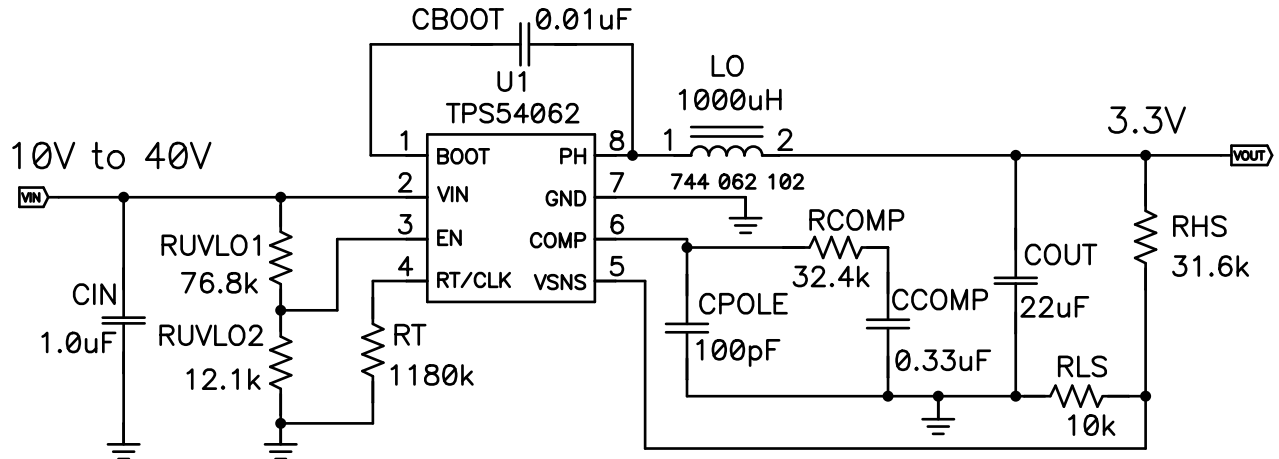 CBOOT 0.01uF
U1
TPS54062
LO
1000uH
1 2
744 062 102
3.3V
VOUT
10V to 40V
VIN
1 BOOT PH 8
2 VIN GND 7
3 EN COMP 6
4 RT/CLK VSNS 5
RUVLO1
76.8k
RUVLO2
12.1k
CIN
1.0uF
RT
1180k
RCOMP
32.4k
CPOLE
100pF
CCOMP
0.33uF
COUT
22uF
RHS
31.6k
RLS
10k